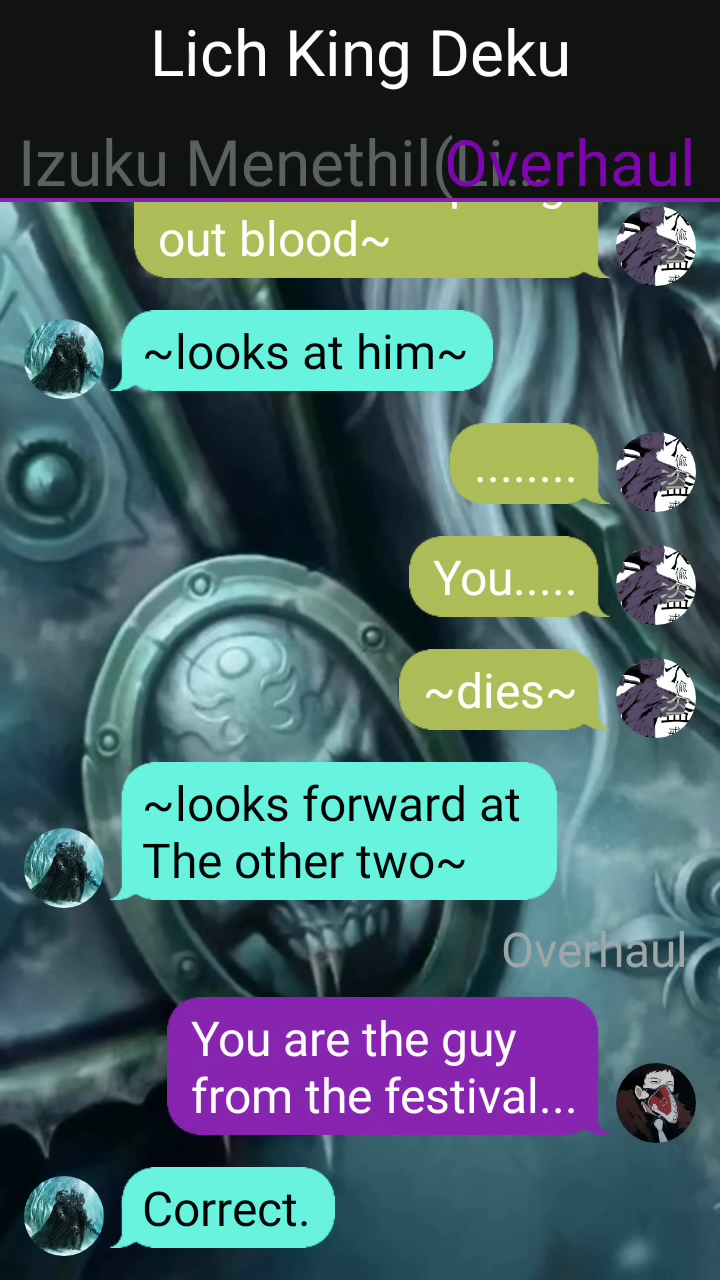 Lich King Deku
Izuku Menethil(Li...
Overhaul
out blood~
~looks at him~
........
You.....
~dies~
~looks forward at
The other two~
Overhaul
You are the guy
from the festival...
Correct.